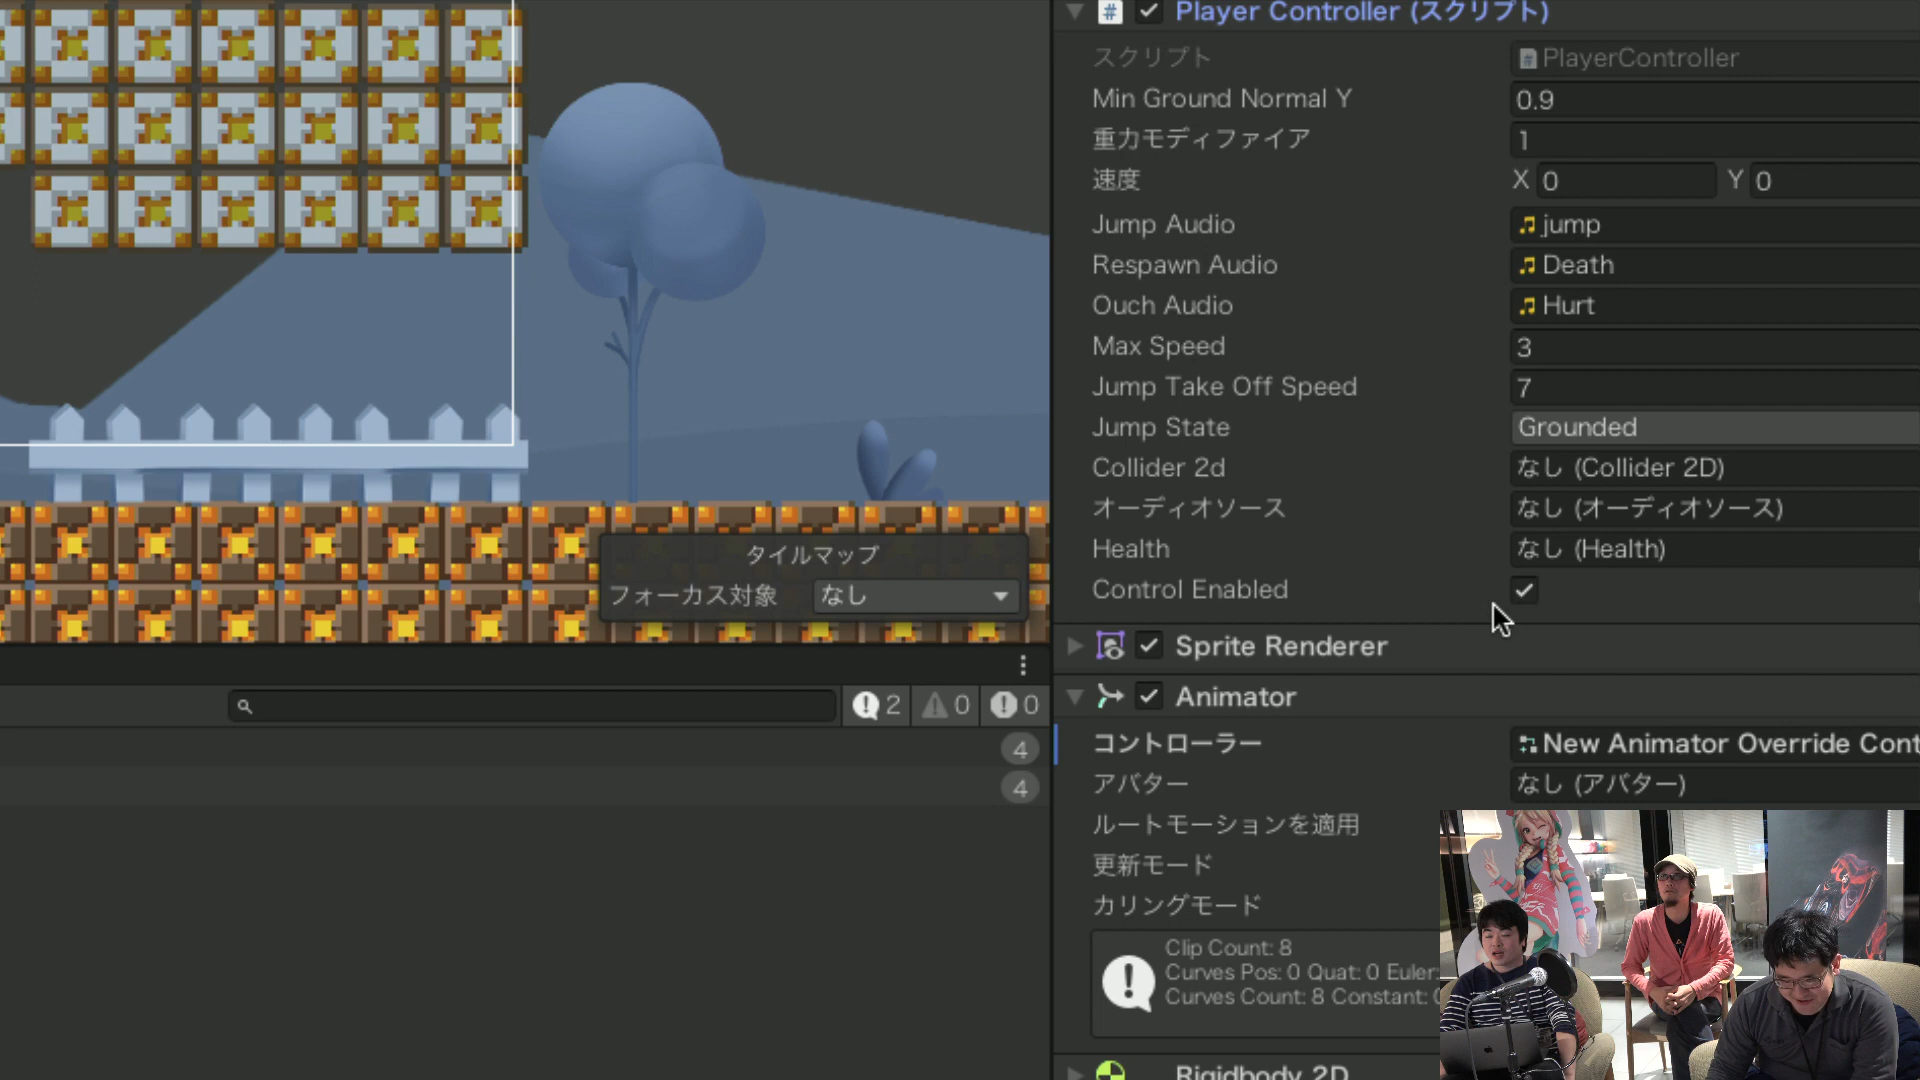 Player Controller (スクリプト)
スクリプト
PlayerController
Min Ground Normal Y
0.9
重力モディファイア
1
速度
X 0
Y 0
Jump Audio
jump
Respawn Audio
Death
Ouch Audio
Hurt
Max Speed
3
Jump Take Off Speed
7
Jump State
Grounded
Collider 2d
なし (Collider 2D)
オーディオソース
なし (オーディオソース)
Health
なし (Health)
Control Enabled
タイルマップ
フォーカス対象
なし
Sprite Renderer
2
0
0
4
4
Animator
コントローラー
New Animator Override Cont
アバター
なし (アバター)
ルートモーションを適用
更新モード
カリングモード
Clip Count: 8
Curves Pos: 0 Quat: 0 Euler:
Curves Count: 8 Constant:
Rigidbody 2D